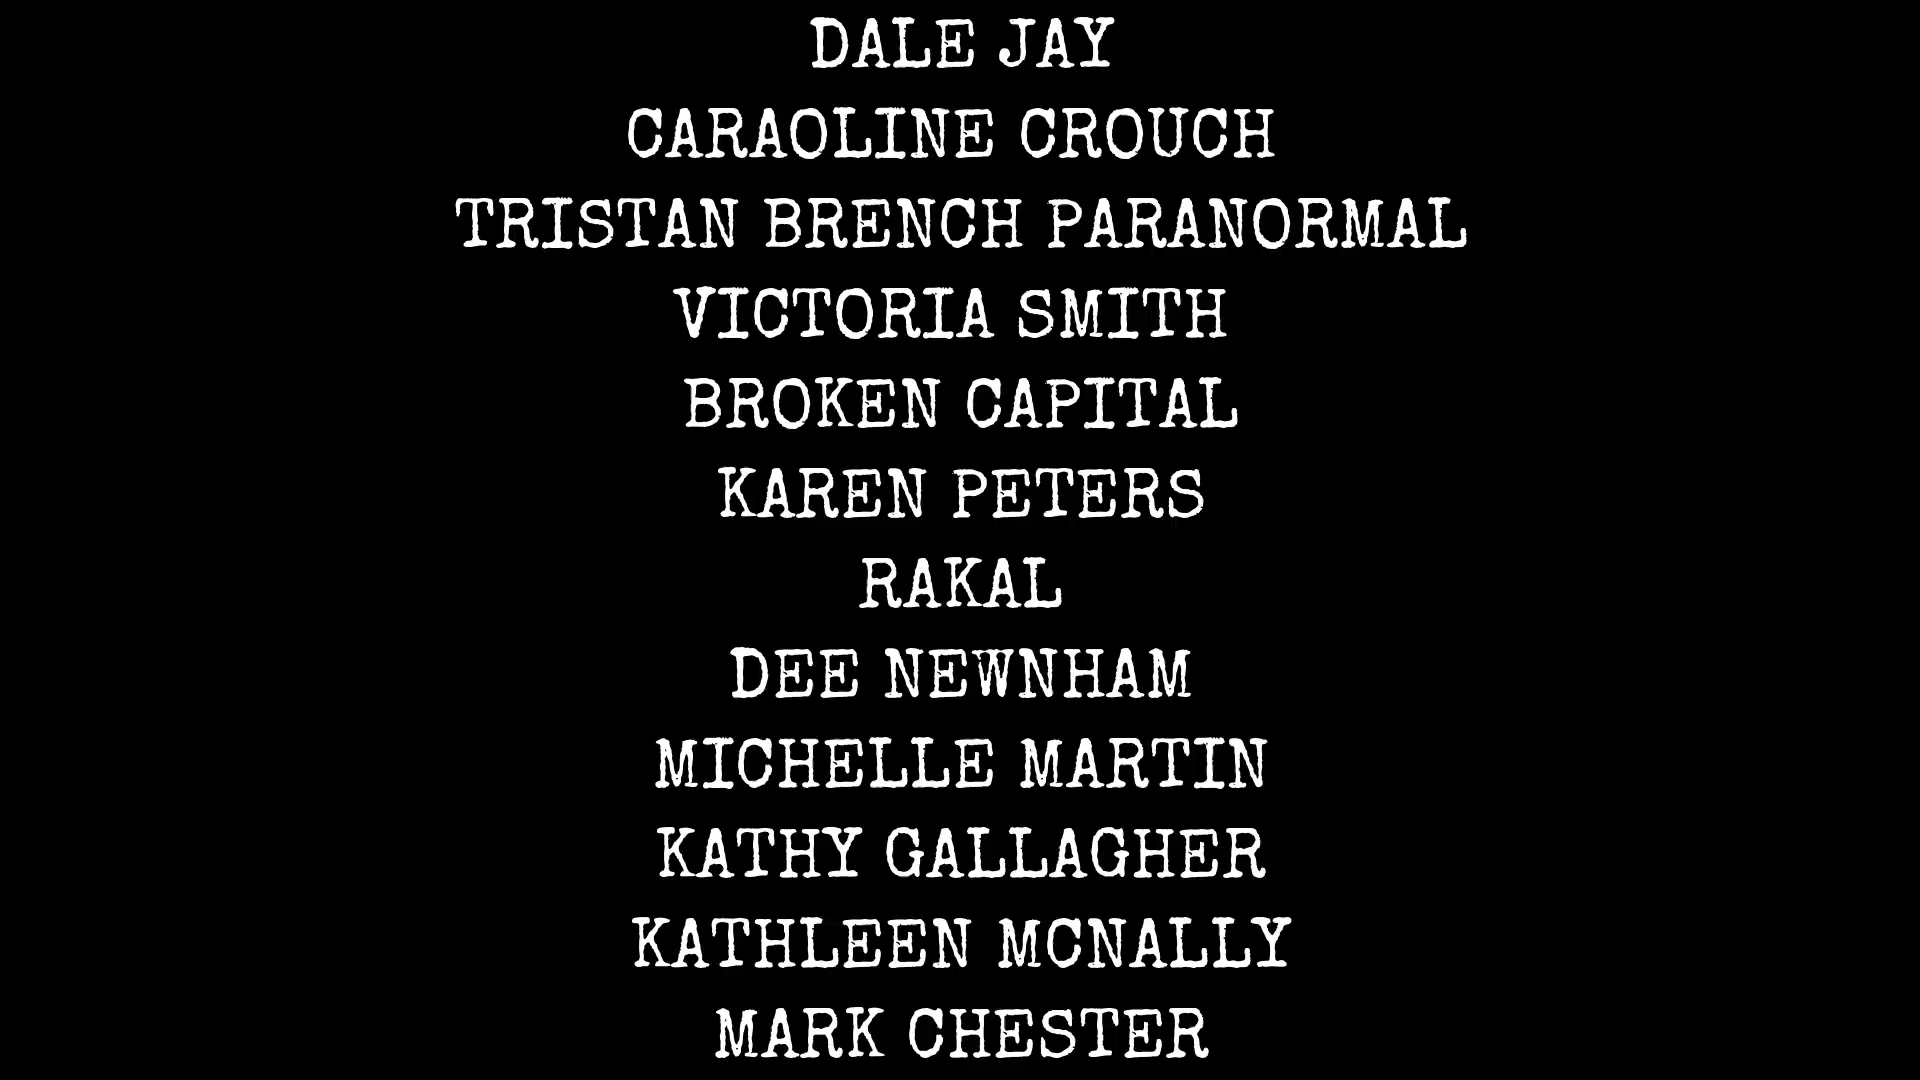 DALE JAY
CARAOLINE CROUCH
TRISTAN BRENCH PARANORMAL
VICTORIA SMITH
BROKEN CAPITAL
KAREN PETERS
RAKAL
DEE NEWNHAM
MICHELLE MARTIN
KATHY GALLAGHER
KATHLEEN MCNALLY
MARK CHESTER